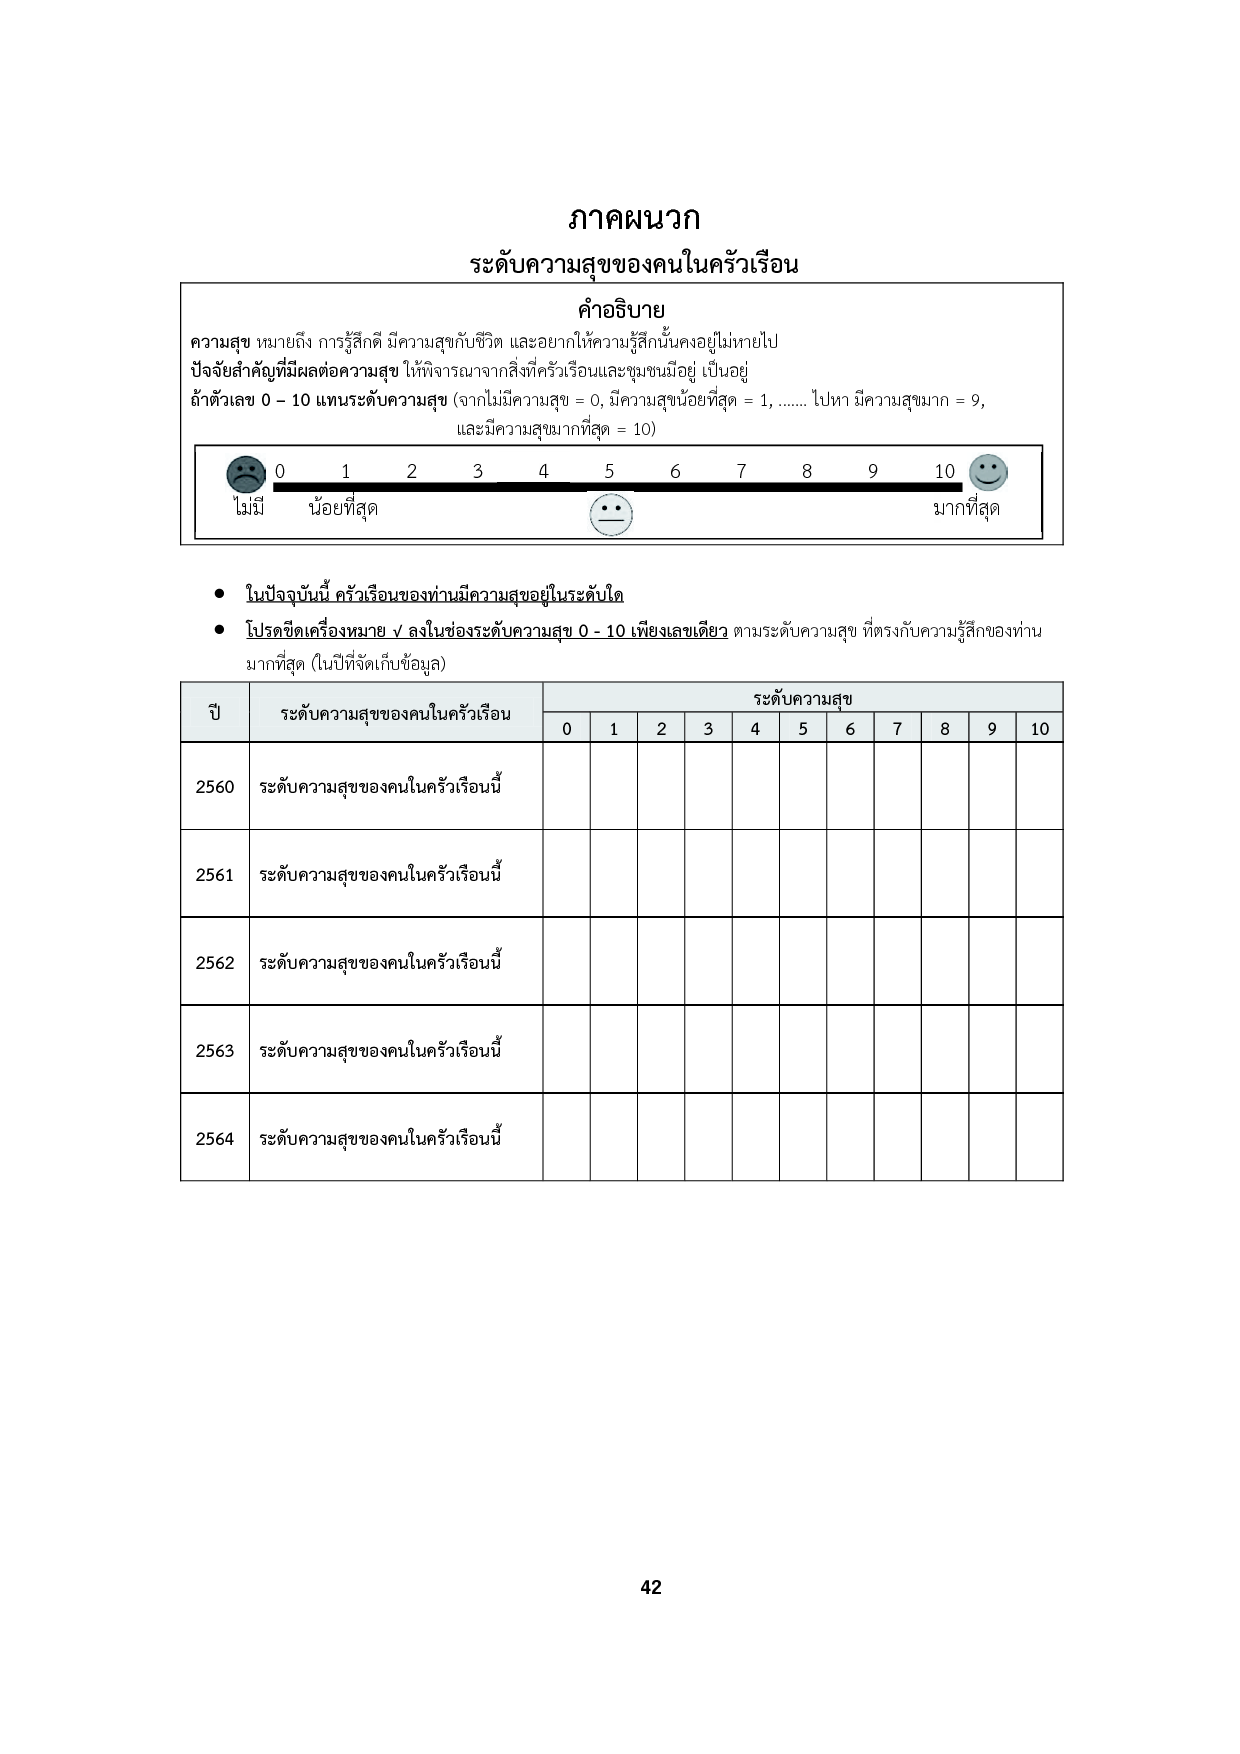 ภาคผนวก
ระดับความสุขของคนในครัวเรือน
คำอธิบาย
ความสุข หมายถึง การรู้สึกดี มีความสุขกับชีวิต และอยากให้ความรู้สึกนั้นคงอยู่ไม่หายไป
ปัจจัยสำคัญที่มีผลต่อความสุข ให้พิจารณาจากสิ่งที่ครัวเรือนและชุมชนมีอยู่ เป็นอยู่
ถ้าตัวเลข 0 – 10 แทนระดับความสุข (จากไม่มีความสุข = 0, มีความสุขน้อยที่สุด = 1, ....... ไปหา มีความสุขมาก = 9,
และมีความสุขมากที่สุด = 10)
0 1 2 3 4 5 6 7 8 9 10
ไม่มี น้อยที่สุด มากที่สุด
• ในปัจจุบันนี้ ครัวเรือนของท่านมีความสุขอยู่ในระดับใด
• โปรดขีดเครื่องหมาย √ ลงในช่องระดับความสุข 0 - 10 เพียงเลขเดียว ตามระดับความสุข ที่ตรงกับความรู้สึกของท่าน
มากที่สุด (ในปีที่จัดเก็บข้อมูล)
ปี ระดับความสุขของคนในครัวเรือน ระดับความสุข
0 1 2 3 4 5 6 7 8 9 10
2560 ระดับความสุขของคนในครัวเรือนนี้
2561 ระดับความสุขของคนในครัวเรือนนี้
2562 ระดับความสุขของคนในครัวเรือนนี้
2563 ระดับความสุขของคนในครัวเรือนนี้
2564 ระดับความสุขของคนในครัวเรือนนี้
42